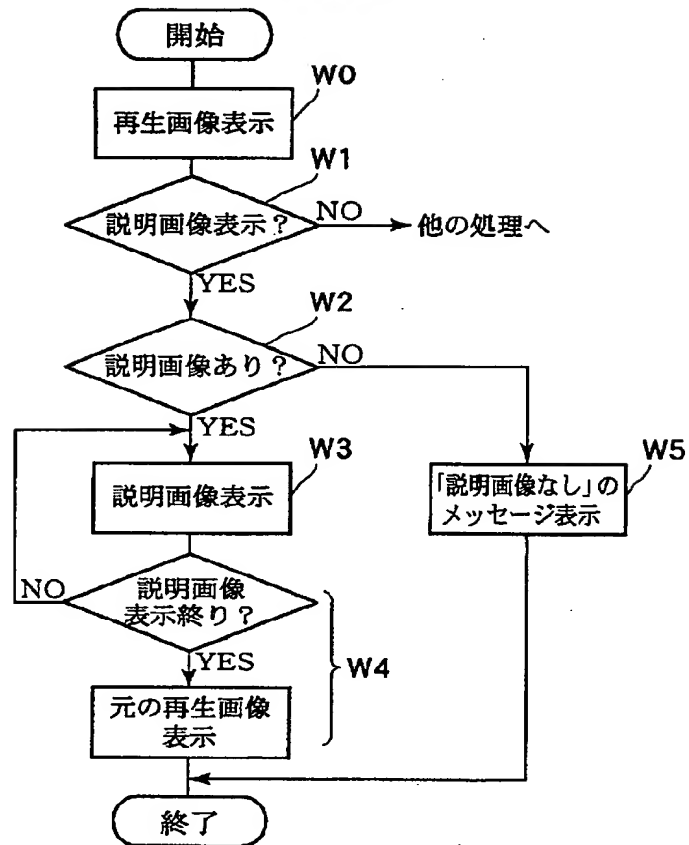 開始
W0
再生画像表示
W1
説明画像表示？
NO
他の処理へ
YES
W2
説明画像あり？
NO
YES
W3
説明画像表示
W5
「説明画像なし」の
メッセージ表示
説明画像
表示終り？
NO
YES
W4
元の再生画像
表示
終了